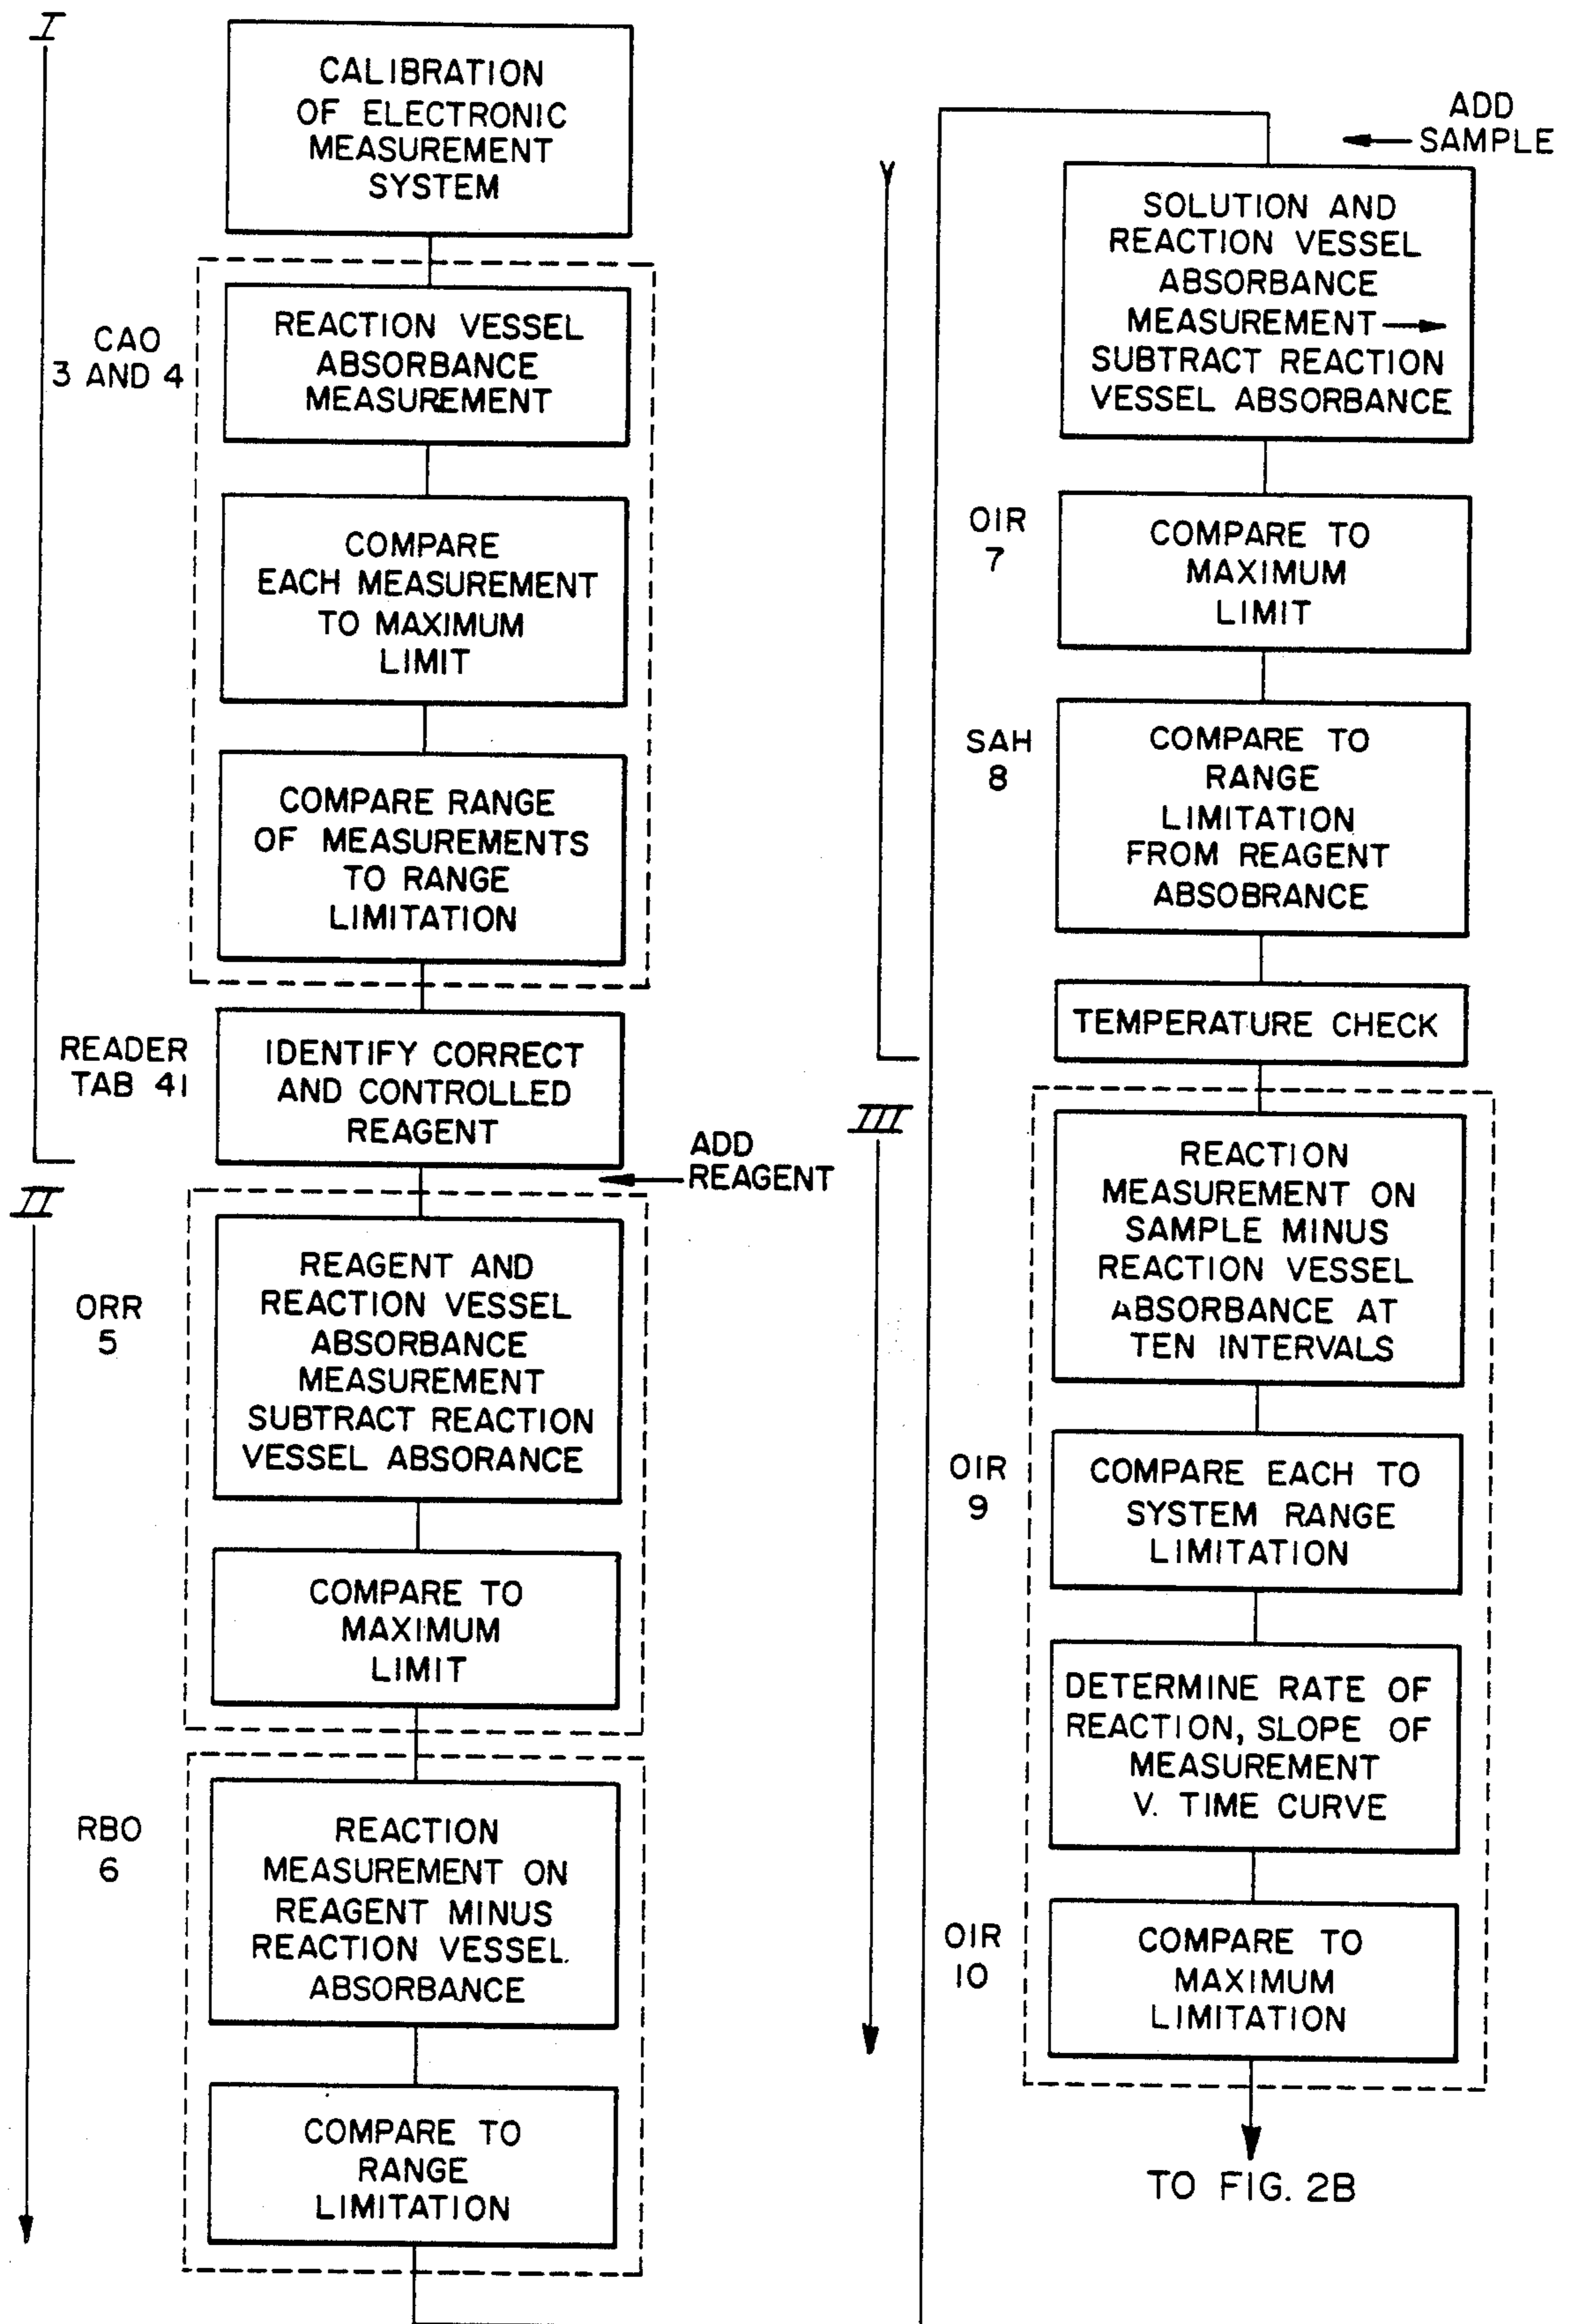 I
CALIBRATION
OF ELECTRONIC
MEASUREMENT
SYSTEM
CAO
3 AND 4
REACTION VESSEL
ABSORBANCE
MEASUREMENT
COMPARE
EACH MEASUREMENT
TO MAXIMUM
LIMIT
COMPARE RANGE
OF MEASUREMENTS
TO RANGE
LIMITATION
READER
TAB 41
IDENTIFY CORRECT
AND CONTROLLED
REAGENT
ADD
REAGENT
II
ORR
5
REAGENT AND
REACTION VESSEL
ABSORBANCE
MEASUREMENT
SUBTRACT REACTION
VESSEL ABSORANCE
COMPARE TO
MAXIMUM
LIMIT
RBO
6
REACTION
MEASUREMENT ON
REAGENT MINUS
REACTION VESSEL.
ABSORBANCE
COMPARE TO
RANGE
LIMITATION
ADD
SAMPLE
SOLUTION AND
REACTION VESSEL
ABSORBANCE
MEASUREMENT →
SUBTRACT REACTION
VESSEL ABSORBANCE
OIR
7
COMPARE TO
MAXIMUM
LIMIT
SAH
8
COMPARE TO
RANGE
LIMITATION
FROM REAGENT
ABSOBRANCE
TEMPERATURE CHECK
III
REACTION
MEASUREMENT ON
SAMPLE MINUS
REACTION VESSEL
ABSORBANCE AT
TEN INTERVALS
OIR
9
COMPARE EACH TO
SYSTEM RANGE
LIMITATION
DETERMINE RATE OF
REACTION, SLOPE OF
MEASUREMENT
V. TIME CURVE
OIR
10
COMPARE TO
MAXIMUM
LIMITATION
TO FIG. 2B